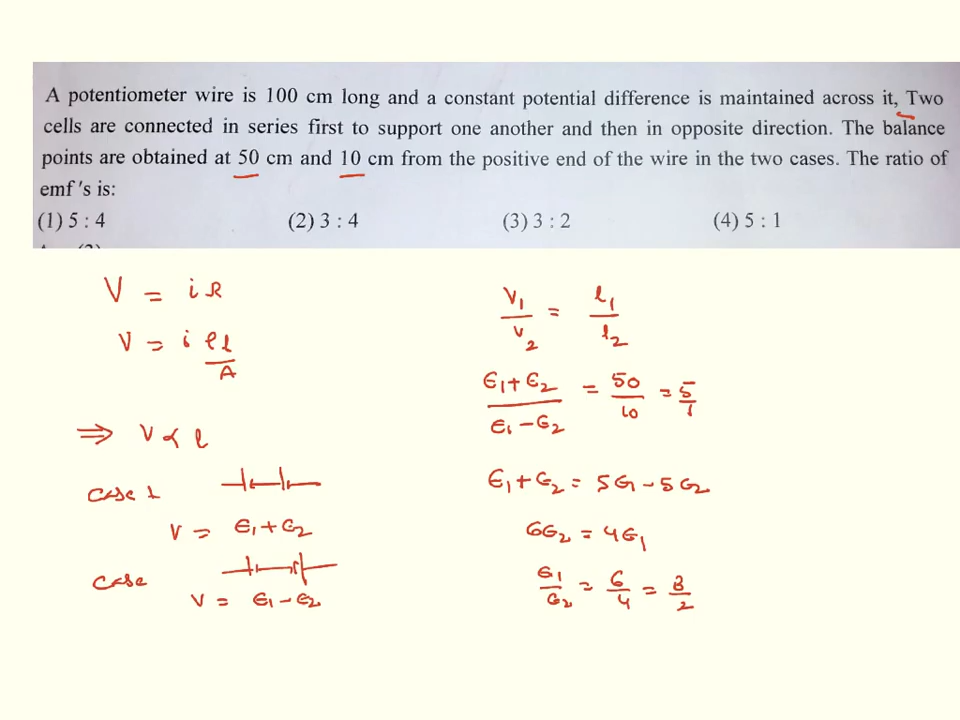 A potentiometer wire is 100 cm long and a constant potential difference is maintained across it, Two
cells are connected in series first to support one another and then in opposite direction. The balance
points are obtained at 50 cm and 10 cm from the positive end of the wire in the two cases. The ratio of
emf 's is:
(1) 5 : 4 (2) 3 : 4 (3) 3 : 2 (4) 5 : 1
V = iR
V = i ρl/A
⇒ V ∝ l
Case 1
V = ε₁ + ε₂
Case
V = ε₁ - ε₂
V₁/V₂ = l₁/l₂
(ε₁ + ε₂)/(ε₁ - ε₂) = 50/10 = 5/1
ε₁ + ε₂ = 5ε₁ - 5ε₂
6ε₂ = 4ε₁
ε₁/ε₂ = 6/4 = 3/2